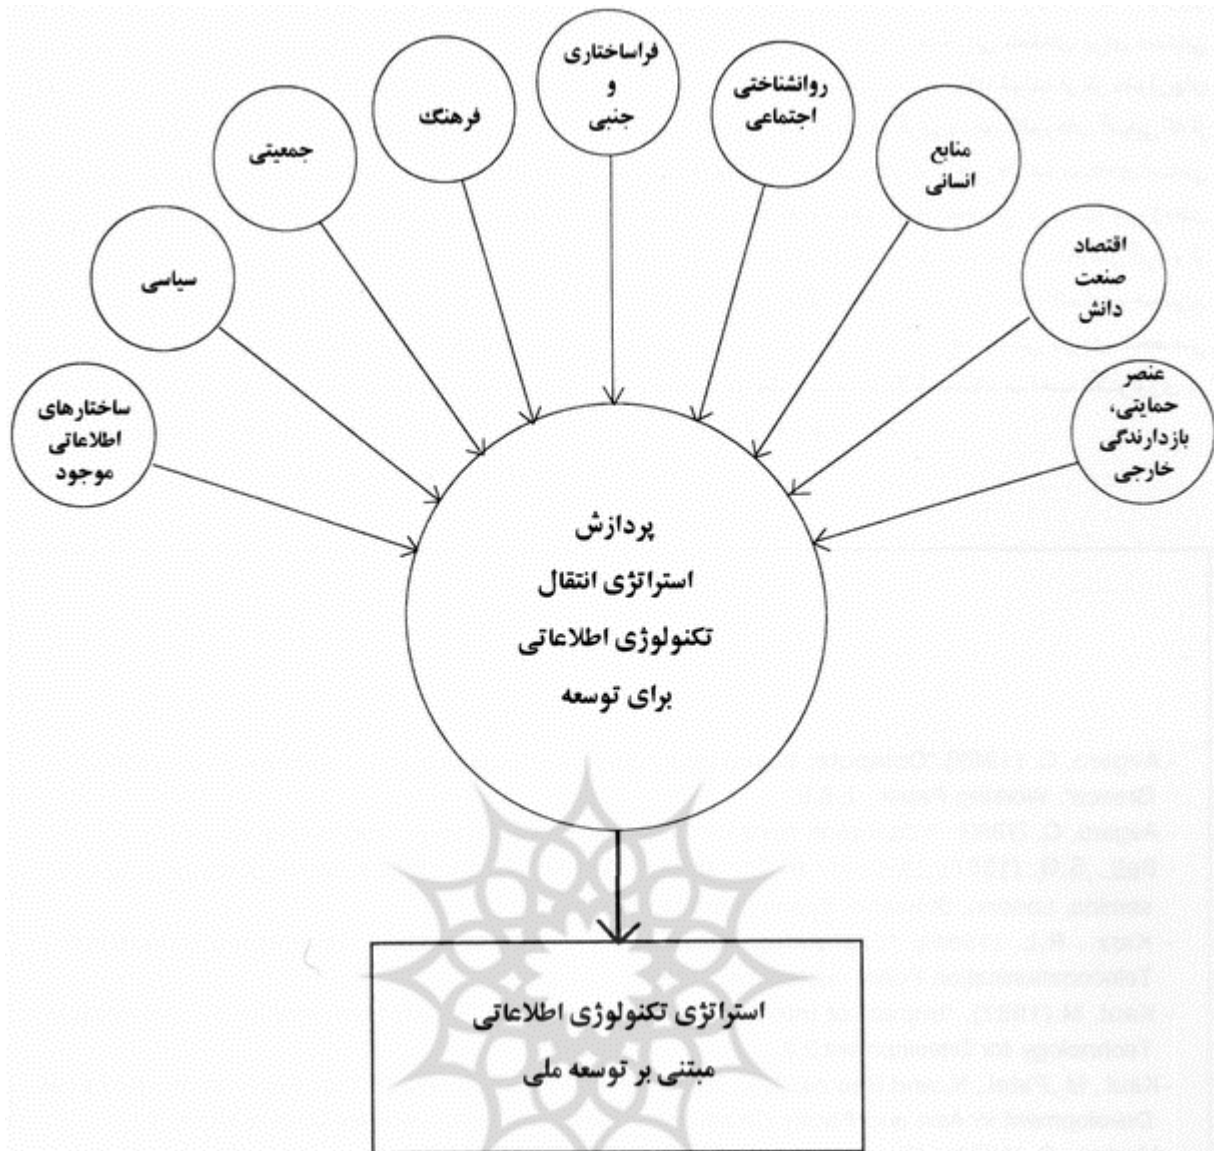 فراساختاری
و
جنبی
روانشناختی
اجتماعی
فرهنگ
منابع
انسانی
جمعیتی
اقتصاد
صنعت
دانش
سیاسی
عنصر
حمایتی،
بازدارندگی
خارجی
ساختارهای
اطلاعاتی
موجود
پردازش
استراتژی انتقال
تکنولوژی اطلاعاتی
برای توسعه
استراتژی تکنولوژی اطلاعاتی
مبتنی بر توسعه ملی